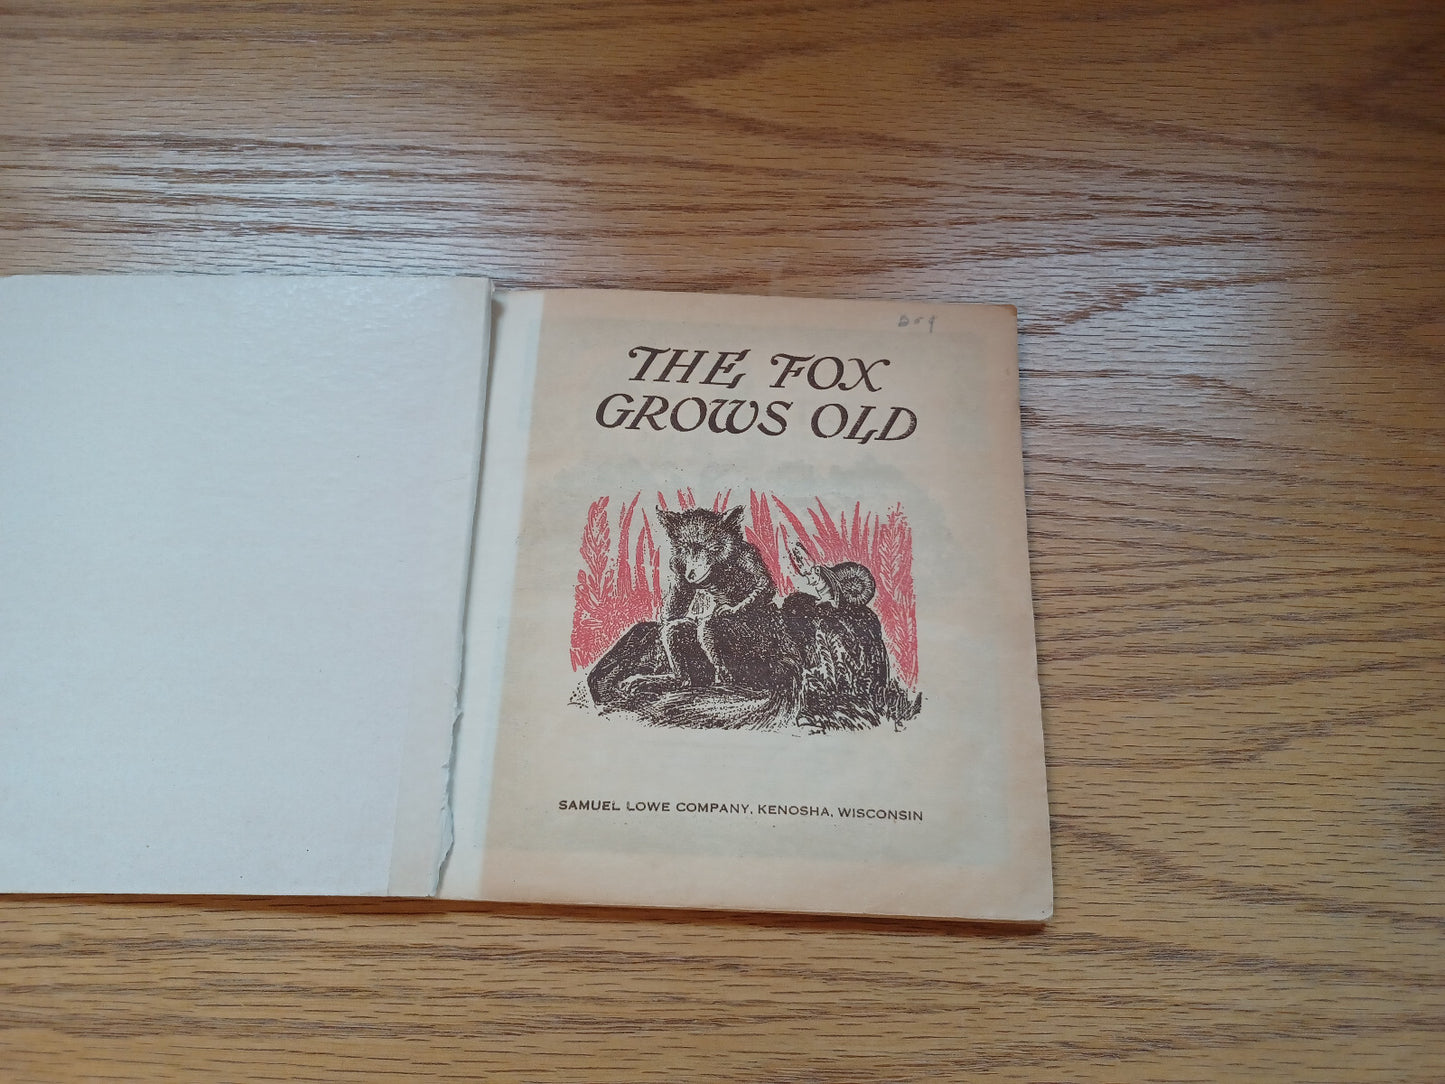 THE FOX
GROWS OLD
SAMUEL LOWE COMPANY, KENOSHA, WISCONSIN